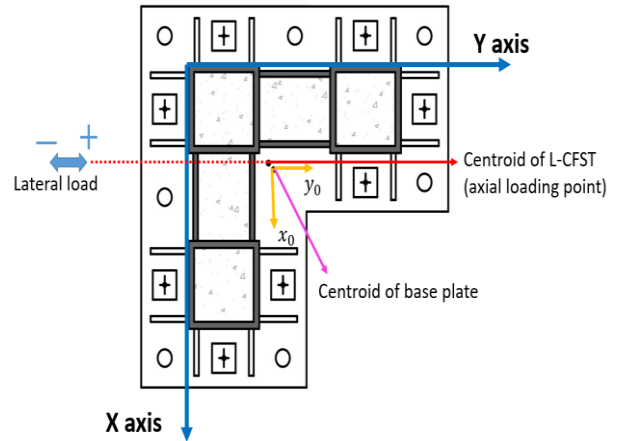 Y axis
− +
Lateral load
Centroid of L-CFST
(axial loading point)
y₀
x₀
Centroid of base plate
X axis